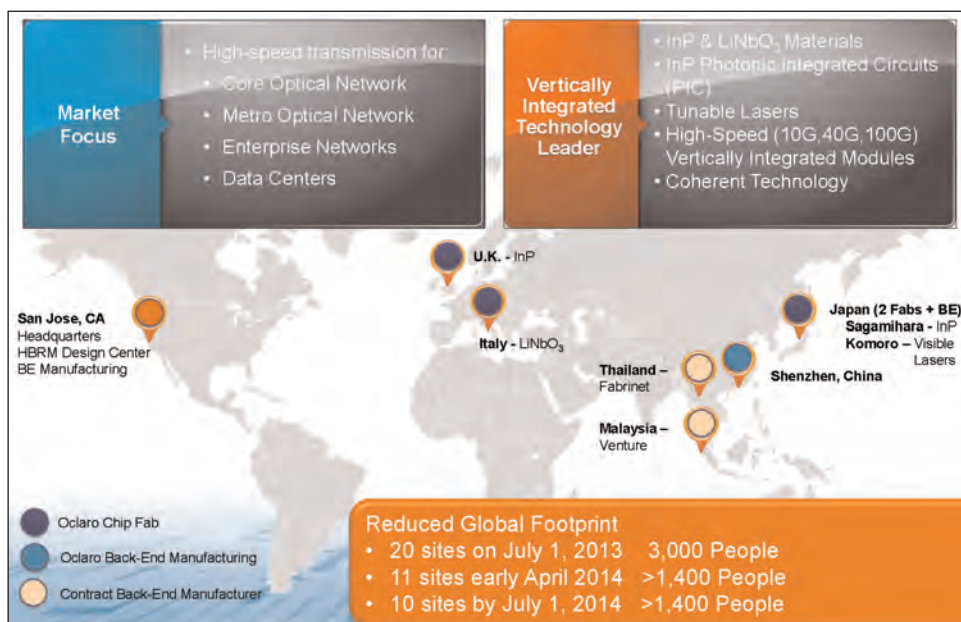 Market
Focus
• High-speed transmission for:
• Core Optical Network
• Metro Optical Network
• Enterprise Networks
• Data Centers
Vertically
Integrated
Technology
Leader
• InP & LiNbO₃ Materials
• InP Photonic Integrated Circuits
(PIC)
• Tunable Lasers
• High-Speed (10G,40G,100G)
Vertically Integrated Modules
• Coherent Technology
U.K. - InP
San Jose, CA
Headquarters
HBRM Design Center
BE Manufacturing
Italy - LiNbO₃
Japan (2 Fabs + BE)
Sagamihara - InP
Komoro – Visible
Lasers
Thailand –
Fabrinet
Shenzhen, China
Malaysia –
Venture
Oclaro Chip Fab
Oclaro Back-End Manufacturing
Contract Back-End Manufacturer
Reduced Global Footprint
• 20 sites on July 1, 2013 3,000 People
• 11 sites early April 2014 >1,400 People
• 10 sites by July 1, 2014 >1,400 People